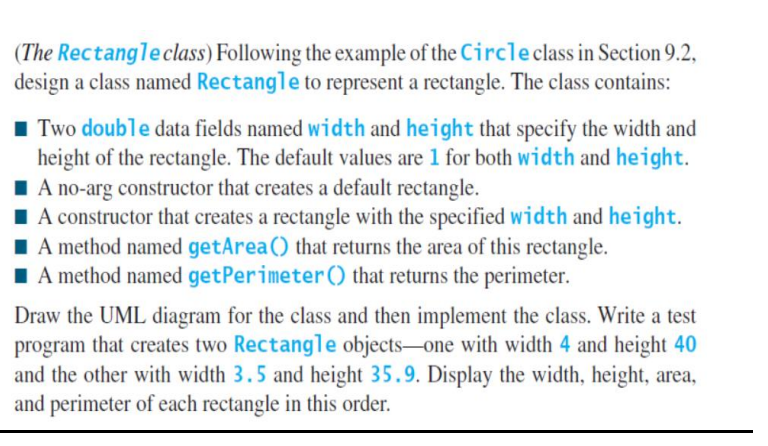 (The Rectangle class) Following the example of the Circle class in Section 9.2,
design a class named Rectangle to represent a rectangle. The class contains:
■ Two double data fields named width and height that specify the width and
height of the rectangle. The default values are 1 for both width and height.
■ A no-arg constructor that creates a default rectangle.
■ A constructor that creates a rectangle with the specified width and height.
■ A method named getArea() that returns the area of this rectangle.
■ A method named getPerimeter() that returns the perimeter.
Draw the UML diagram for the class and then implement the class. Write a test
program that creates two Rectangle objects—one with width 4 and height 40
and the other with width 3.5 and height 35.9. Display the width, height, area,
and perimeter of each rectangle in this order.